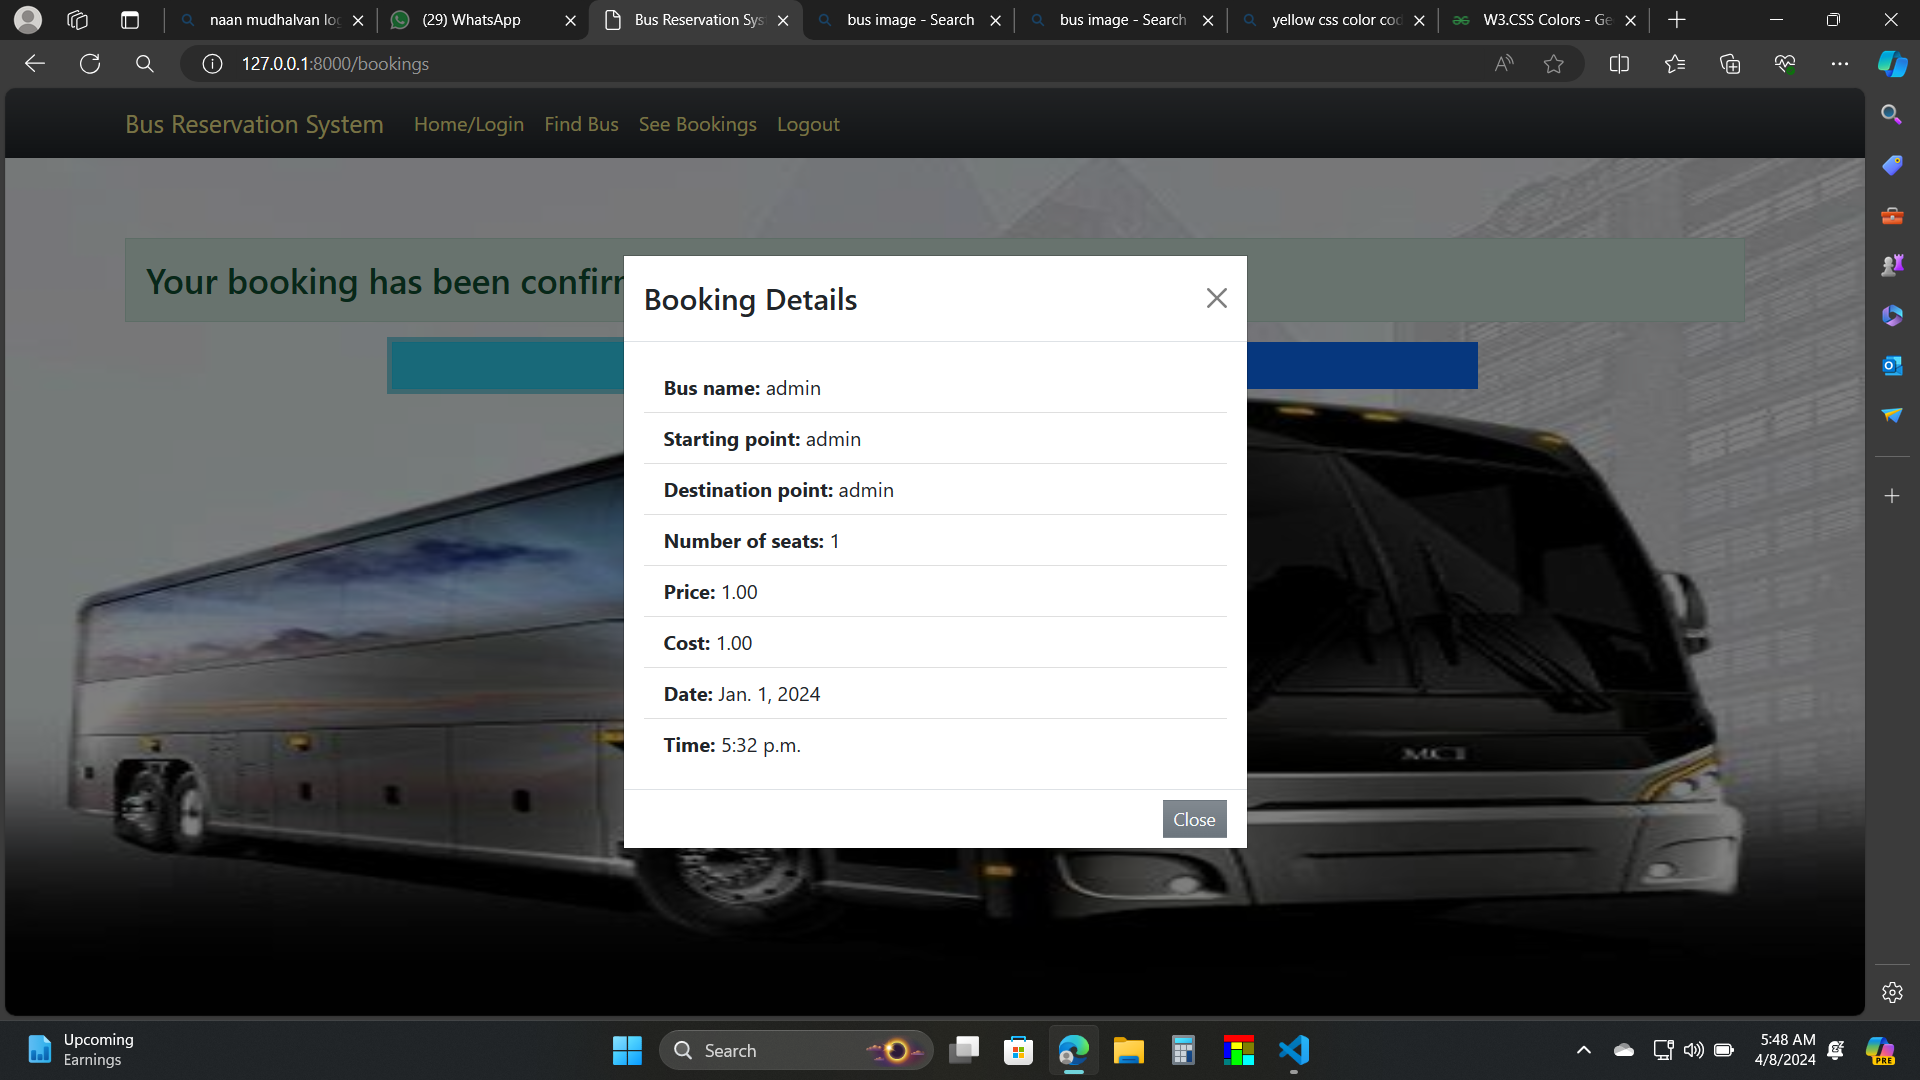 naan mudhalvan lo
(29) WhatsApp
Bus Reservation Sys
bus image - Search
bus image - Search
yellow css color cod
W3.CSS Colors - Ge
127.0.0.1:8000/bookings
Bus Reservation System
Home/Login
Find Bus
See Bookings
Logout
Your booking has been confir
Booking Details
Bus name: admin
Starting point: admin
Destination point: admin
Number of seats: 1
Price: 1.00
Cost: 1.00
Date: Jan. 1, 2024
Time: 5:32 p.m.
MCI
Close
Upcoming
Earnings
Search
5:48 AM
4/8/2024
PRE